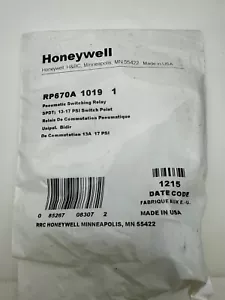 Honeywell
Honeywell, H&BC, Minneapolis, MN 55422 Made in USA
RP670A 1019 1
Pneumatic Switching Relay
SPDT; 13-17 PSI Switch Point
Relais De Commutation Pneumatique
Unipol. Bidir
De Commutation 13A 17 PSI
1215
DATE CODE
FABRIQUE AUX E.-U.
0 85267 06307 2
MADE IN USA
HONEYWELL MINNEAPOLIS, MN 55422